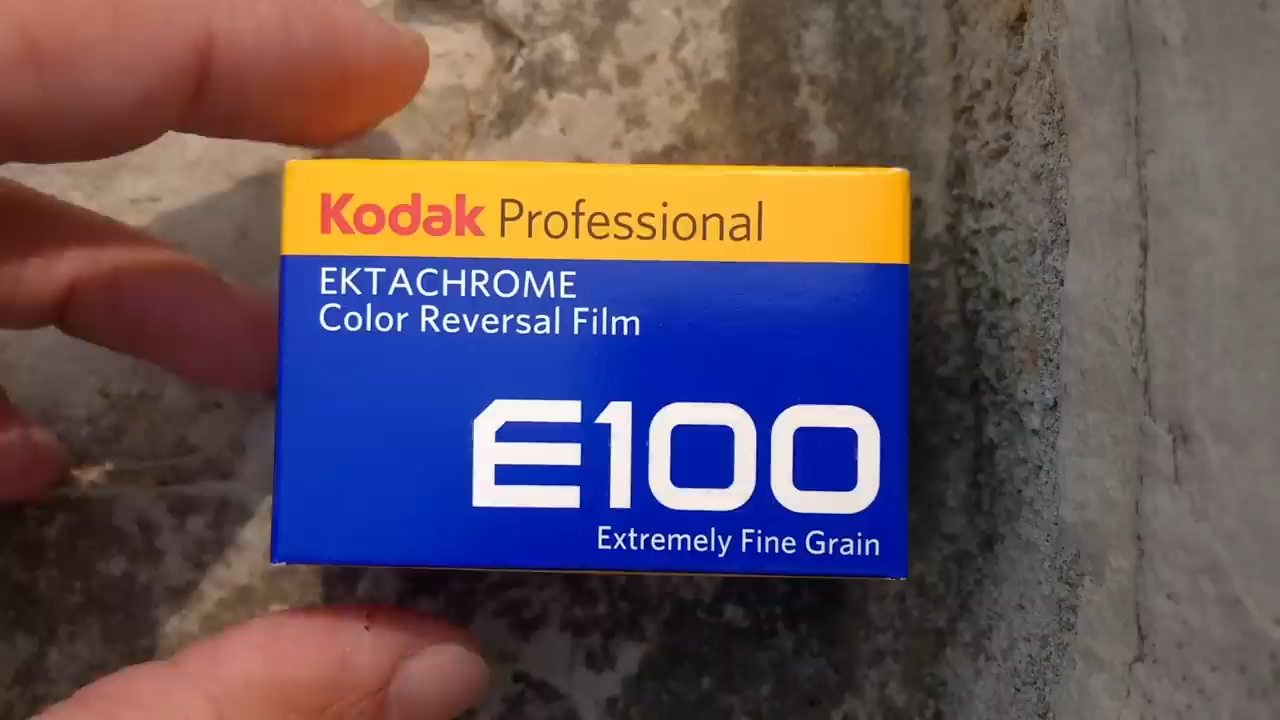 Kodak Professional
EKTACHROME
Color Reversal Film
E100
Extremely Fine Grain